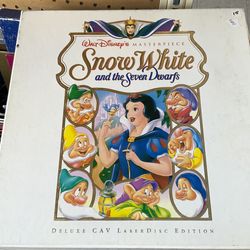 Walt Disney's Masterpiece
Snow White
and the Seven Dwarfs
Deluxe CAV LaserDisc Edition